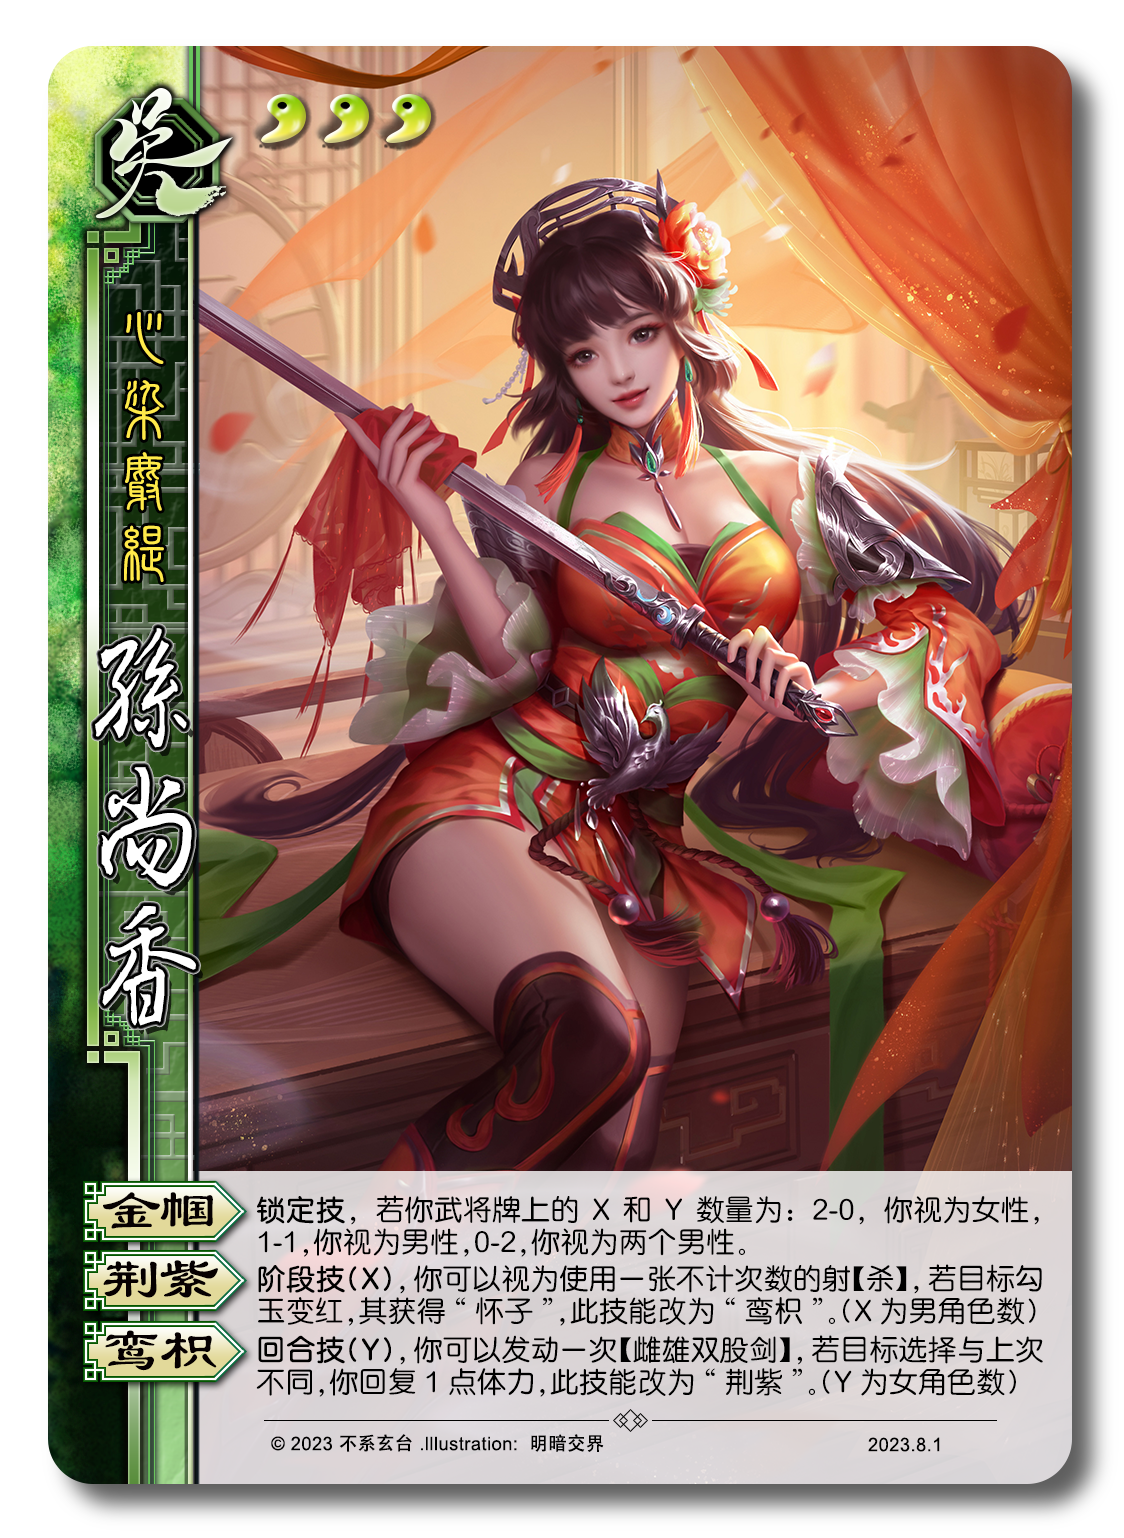 吴
心染縻緹
孫尚香
金帼
锁定技，若你武将牌上的 X 和 Y 数量为：2-0，你视为女性，
1-1,你视为男性,0-2,你视为两个男性。
荆紫
阶段技(X),你可以视为使用一张不计次数的射【杀】,若目标勾
玉变红,其获得“怀子”,此技能改为“鸾枳”。(X为男角色数)
鸾枳
回合技(Y),你可以发动一次【雌雄双股剑】,若目标选择与上次
不同,你回复1点体力,此技能改为“荆紫”。(Y为女角色数)
© 2023 不系玄台 .Illustration: 明暗交界
2023.8.1